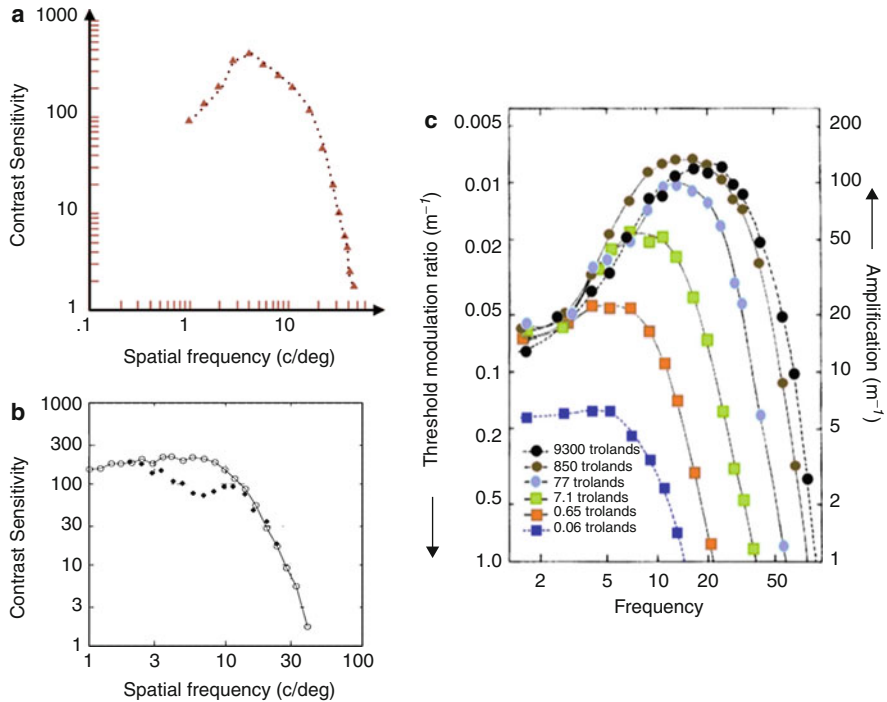 a
1000
100
10
1
.1
1
10
Contrast Sensitivity
Spatial frequency (c/deg)
b
1000
300
100
30
10
3
1
1
3
10
30
100
Contrast Sensitivity
Spatial frequency (c/deg)
c
0.005
0.01
0.02
0.05
0.1
0.2
0.5
1.0
Threshold modulation ratio (m⁻¹)
200
100
50
20
10
5
2
1
Amplification (m⁻¹)
9300 trolands
850 trolands
77 trolands
7.1 trolands
0.65 trolands
0.06 trolands
2
5
10
20
50
Frequency